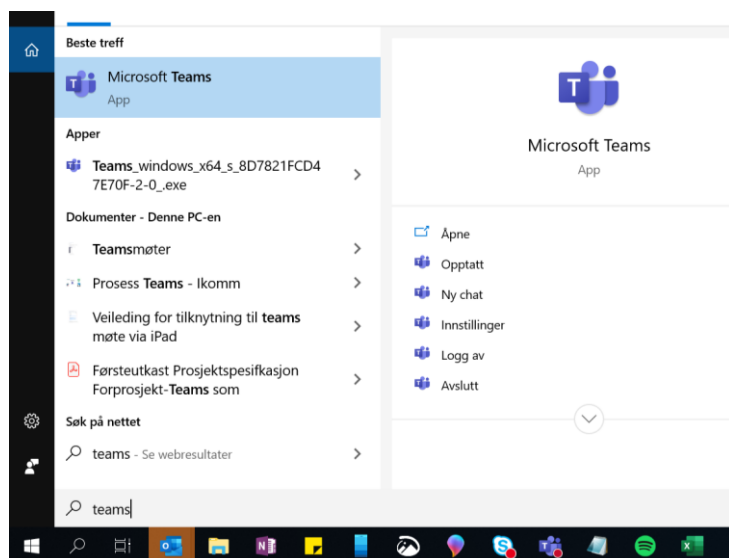 Beste treff
Microsoft Teams
App
Apper
Teams_windows_x64_s_8D7821FCD4
7E70F-2-0_.exe
Dokumenter - Denne PC-en
Teamsmøter
Prosess Teams - Ikomm
Veileding for tilknytning til teams
møte via iPad
Førsteutkast Prosjektspesifkasjon
Forprosjekt-Teams som
Søk på nettet
teams - Se webresultater
teams
Microsoft Teams
App
Åpne
Opptatt
Ny chat
Innstillinger
Logg av
Avslutt